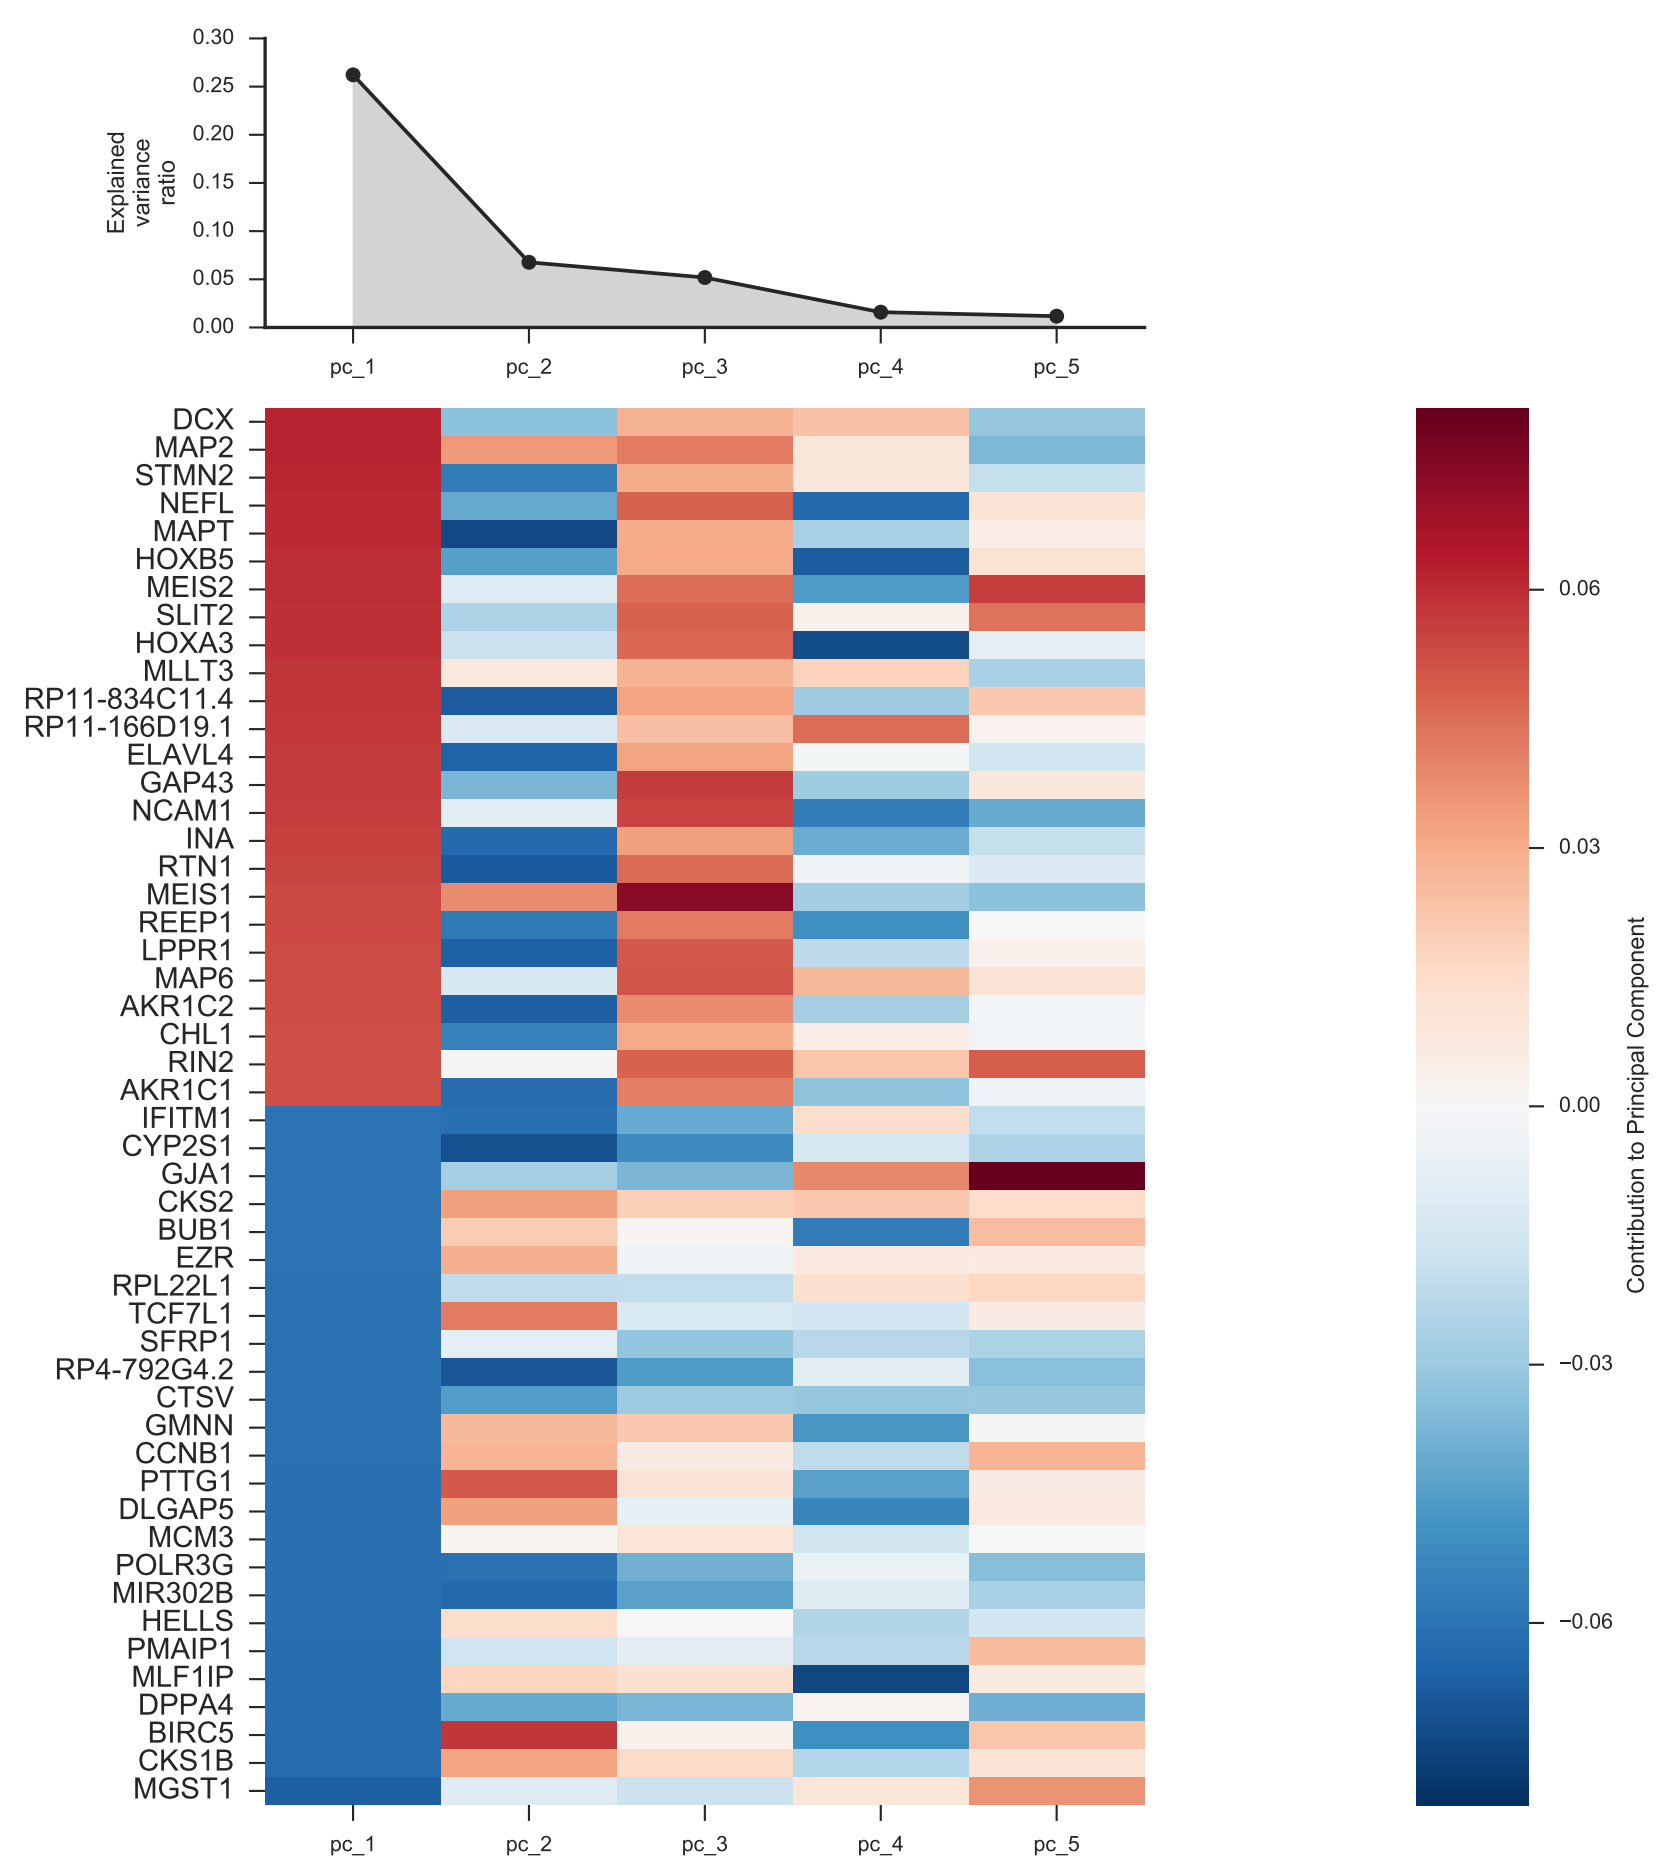 0.30
0.25
0.20
0.15
0.10
0.05
0.00
Explained
variance
ratio
pc_1 pc_2 pc_3 pc_4 pc_5
DCX
MAP2
STMN2
NEFL
MAPT
HOXB5
MEIS2
SLIT2
HOXA3
MLLT3
RP11-834C11.4
RP11-166D19.1
ELAVL4
GAP43
NCAM1
INA
RTN1
MEIS1
REEP1
LPPR1
MAP6
AKR1C2
CHL1
RIN2
AKR1C1
IFITM1
CYP2S1
GJA1
CKS2
BUB1
EZR
RPL22L1
TCF7L1
SFRP1
RP4-792G4.2
CTSV
GMNN
CCNB1
PTTG1
DLGAP5
MCM3
POLR3G
MIR302B
HELLS
PMAIP1
MLF1IP
DPPA4
BIRC5
CKS1B
MGST1
pc_1 pc_2 pc_3 pc_4 pc_5
0.06
0.03
0.00
−0.03
−0.06
Contribution to Principal Component